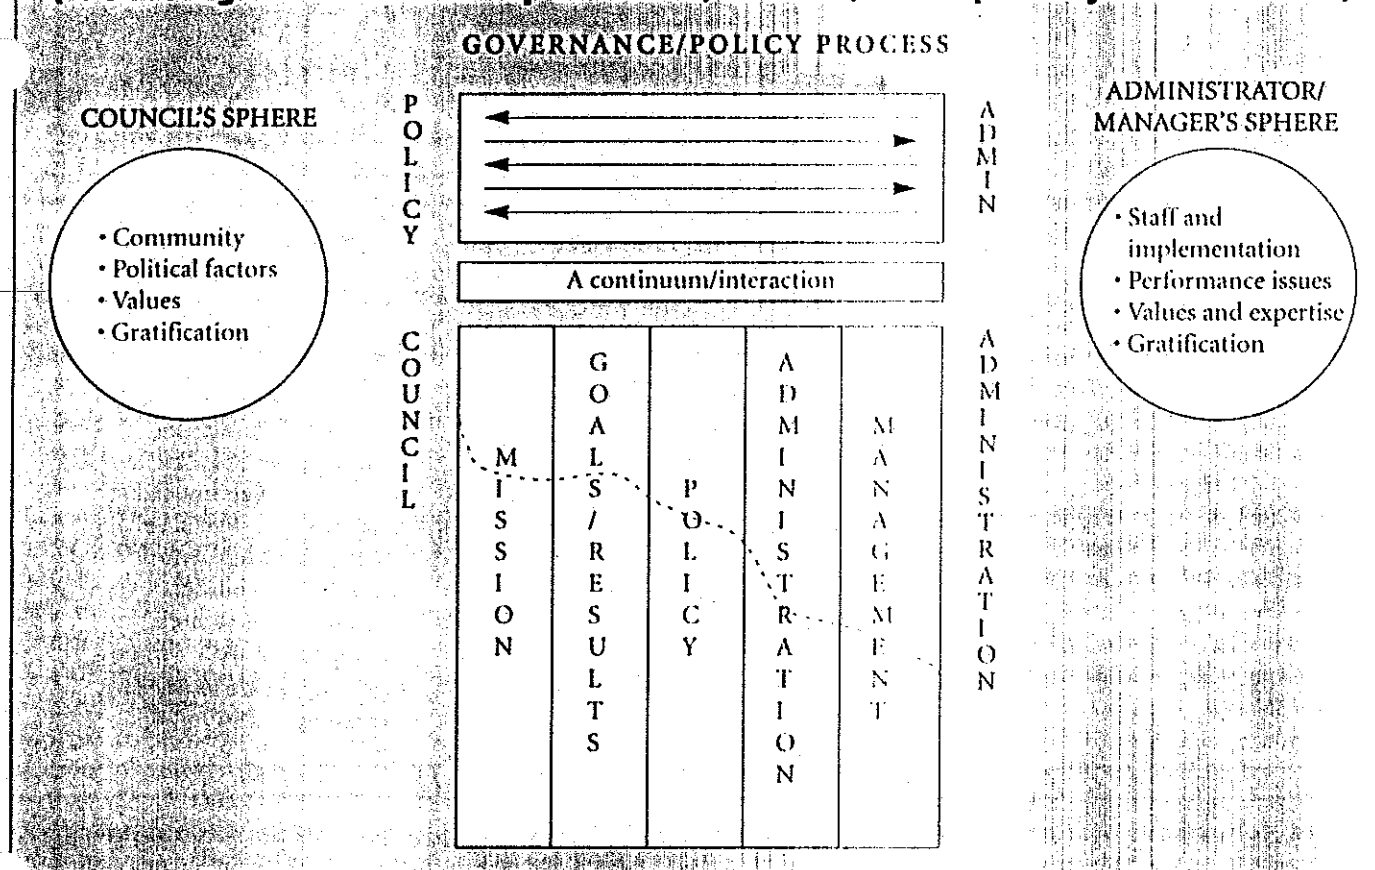 GOVERNANCE/POLICY PROCESS
COUNCIL'S SPHERE
• Community
• Political factors
• Values
• Gratification
POLICY
ADMIN
A continuum/interaction
COUNCIL
MISSION
GOALS/RESULTS
POLICY
ADMINISTRATION
MANAGEMENT
ADMINISTRATION
ADMINISTRATOR/
MANAGER'S SPHERE
• Staff and
implementation
• Performance issues
• Values and expertise
• Gratification